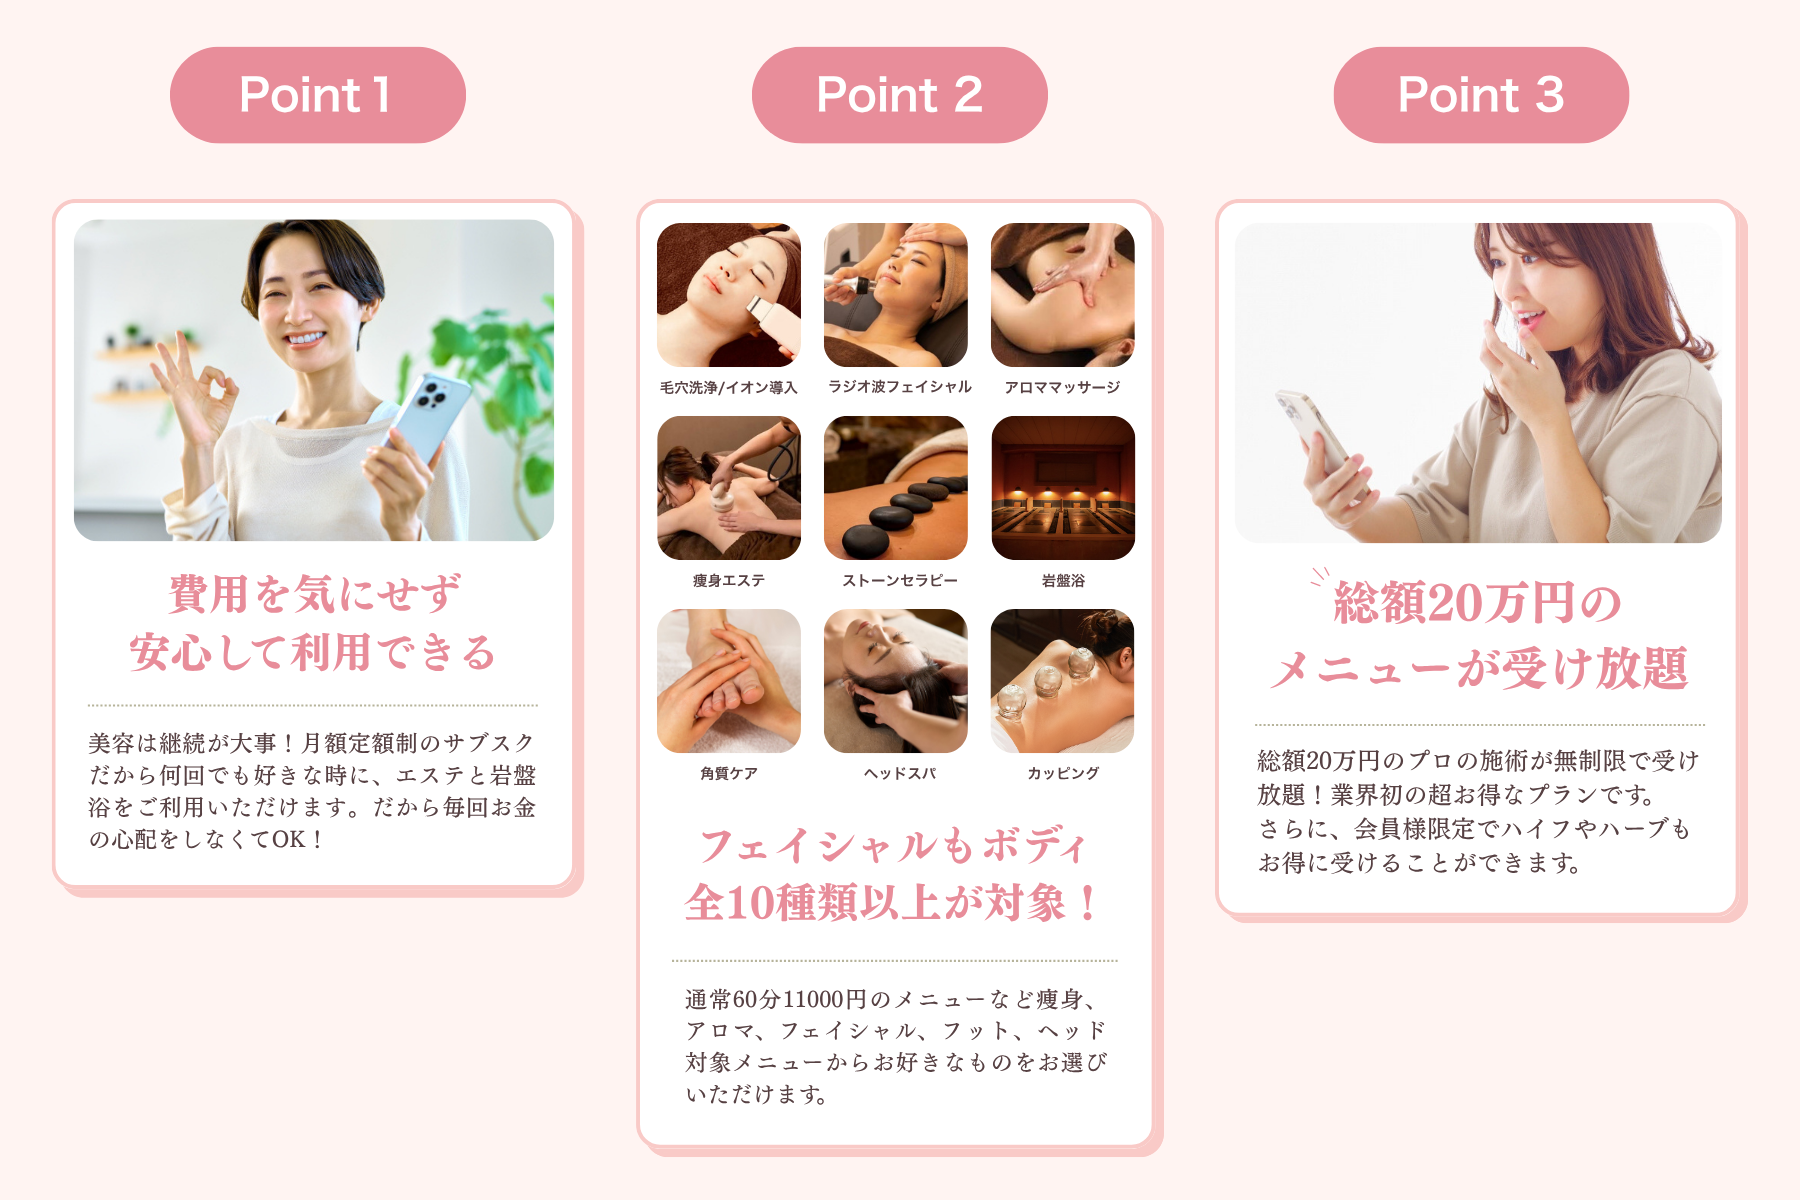 Point 1
費用を気にせず
安心して利用できる
美容は継続が大事！月額定額制のサブスク
だから何回でも好きな時に、エステと岩盤
浴をご利用いただけます。だから毎回お金
の心配をしなくてOK！
Point 2
毛穴洗浄/イオン導入
ラジオ波フェイシャル
アロママッサージ
痩身エステ
ストーンセラピー
岩盤浴
角質ケア
ヘッドスパ
カッピング
フェイシャルもボディ
全10種類以上が対象！
通常60分11000円のメニューなど痩身、
アロマ、フェイシャル、フット、ヘッド
対象メニューからお好きなものをお選び
いただけます。
Point 3
総額20万円の
メニューが受け放題
総額20万円のプロの施術が無制限で受け
放題！業界初の超お得なプランです。
さらに、会員様限定でハイフやハーブも
お得に受けることができます。